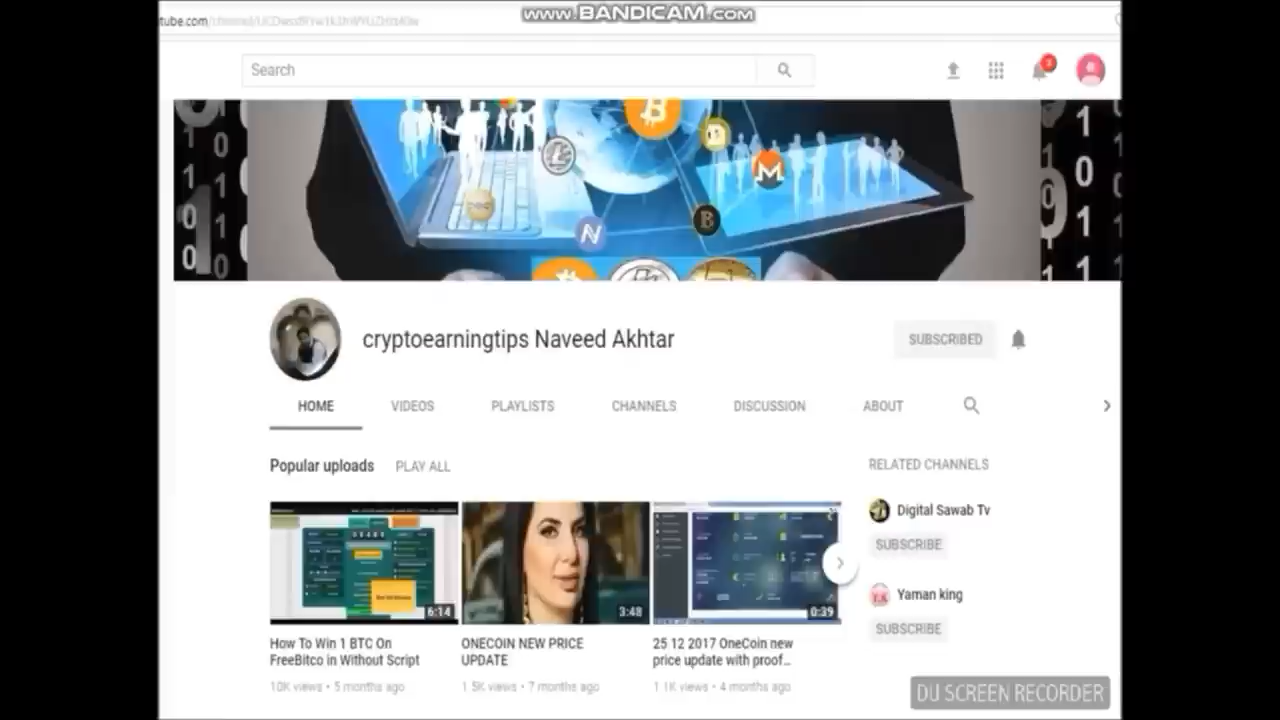 www.BANDICAM.com
tube.com
Search
3
cryptoearningtips Naveed Akhtar
SUBSCRIBED
HOME
VIDEOS
PLAYLISTS
CHANNELS
DISCUSSION
ABOUT
Popular uploads
PLAY ALL
RELATED CHANNELS
Digital Sawab Tv
SUBSCRIBE
Yaman king
SUBSCRIBE
6:14
3:48
0:39
How To Win 1 BTC On
FreeBitco in Without Script
10K views • 5 months ago
ONECOIN NEW PRICE
UPDATE
1 5K views • 7 months ago
25 12 2017 OneCoin new
price update with proof...
1 1K views • 4 months ago
DU SCREEN RECORDER